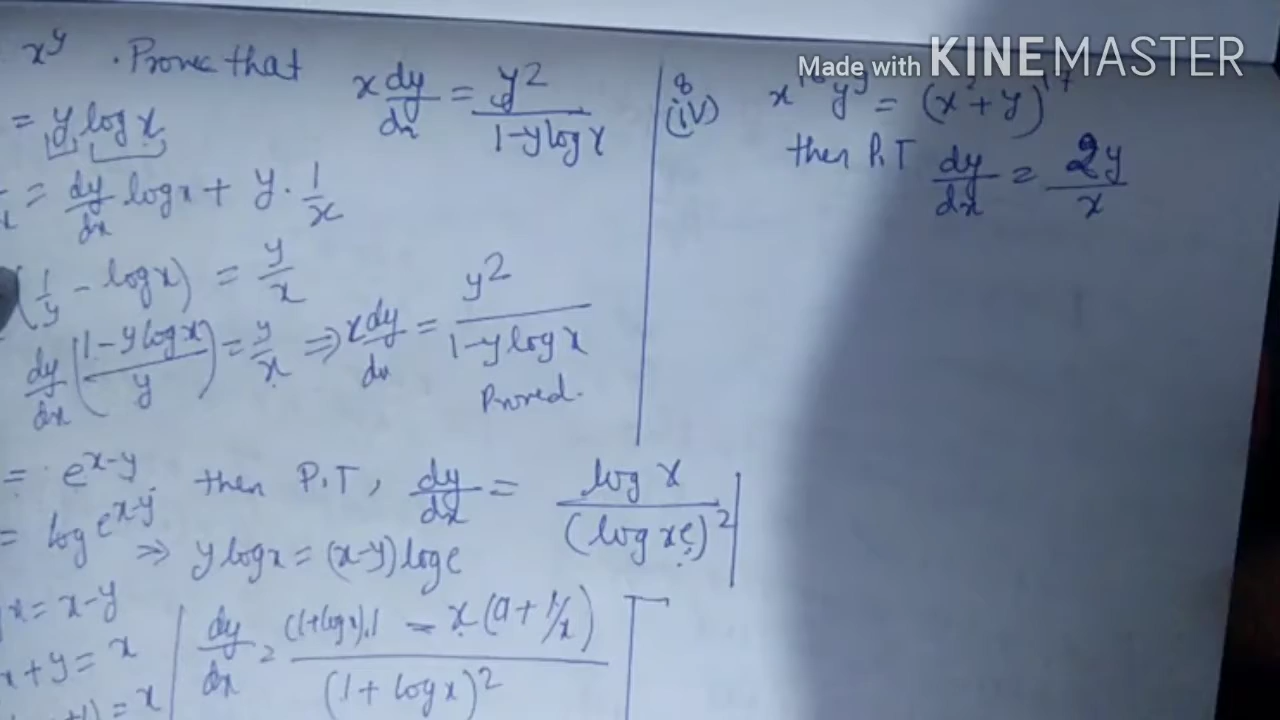 Made with KINEMASTER
x^y . Prove that x dy/dx = y^2/(1-y log x)
= y log x
= dy/dx log x + y . 1/x
(1/y - log x) = y/x
dy/dx ((1-y log x)/y) = y/x ⇒ x dy/dx = y^2/(1-y log x)
Proved.
= e^(x-y) then P.T, dy/dx = log x/(log xe)^2
= log e^(x-y) ⇒ y log x = (x-y) log e
x = x-y
x + y = x
+1) = x
dy/dx = ((1+log x).1 - x(0+1/x))/(1+log x)^2
8
(iv) y = (x^2+y)^17
then P.T dy/dx = 2y/x